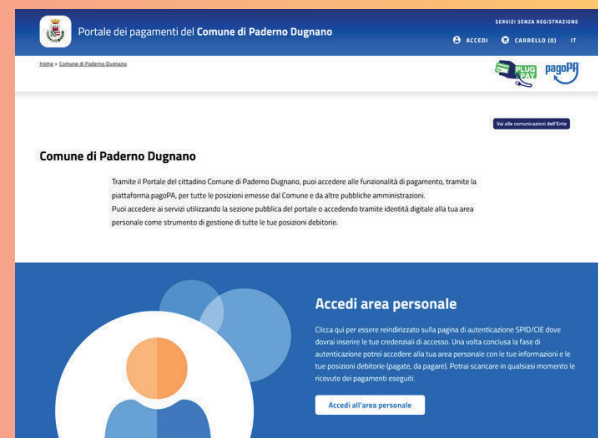 SERVIZI SENZA REGISTRAZIONE
Portale dei pagamenti del Comune di Paderno Dugnano
ACCEDI CARRELLO (0) IT
Home > Comune di Paderno Dugnano
PLUG & PAY
pagoPA
Vai alle comunicazioni dell'Ente
Comune di Paderno Dugnano
Tramite il Portale del cittadino Comune di Paderno Dugnano, puoi accedere alle funzionalità di pagamento, tramite la
piattaforma pagoPA, per tutte le posizioni emesse dal Comune e da altre pubbliche amministrazioni.
Puoi accedere ai servizi utilizzando la sezione pubblica del portale o accedendo tramite identità digitale alla tua area
personale come strumento di gestione di tutte le tue posizioni debitorie.
Accedi area personale
Clicca qui per essere reindirizzato sulla pagina di autenticazione SPID/CIE dove
dovrai inserire le tue credenziali di accesso. Una volta conclusa la fase di
autenticazione potrei accedere alla tua area personale con le tue informazioni e le
tue posizioni debitorie (pagate, da pagare). Potrai scaricare in qualsiasi momento le
ricevute dei pagamenti eseguiti.
Accedi all'area personale